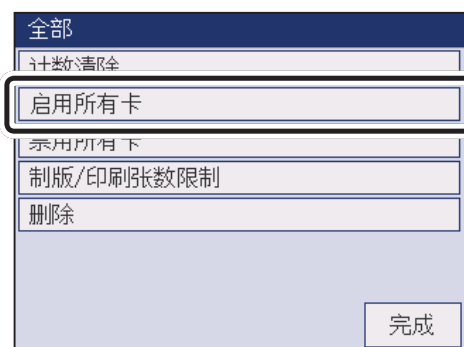 全部
计数清除
启用所有卡
禁用所有卡
制版/印刷张数限制
删除
完成